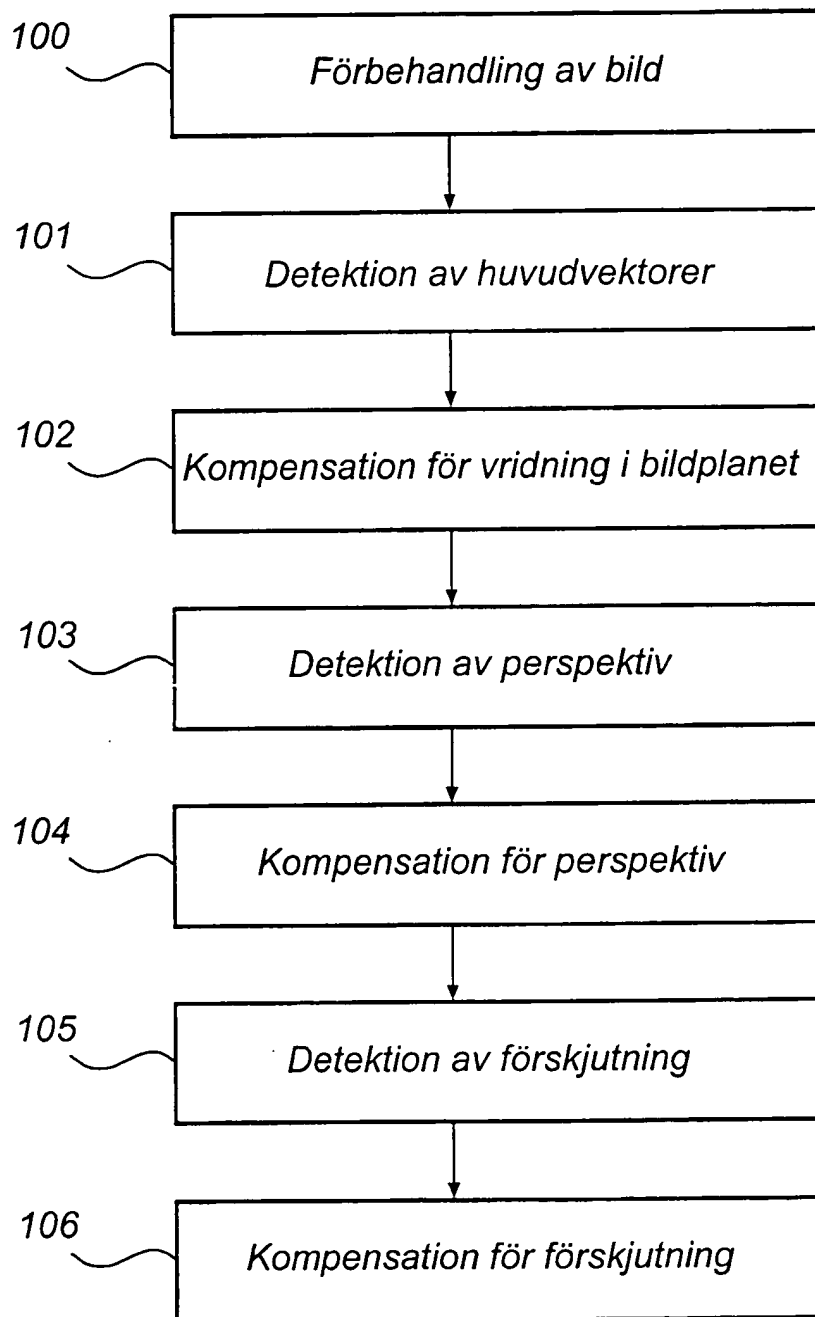 100
Förbehandling av bild
101
Detektion av huvudvektorer
102
Kompensation för vridning i bildplanet
103
Detektion av perspektiv
104
Kompensation för perspektiv
105
Detektion av förskjutning
106
Kompensation för förskjutning